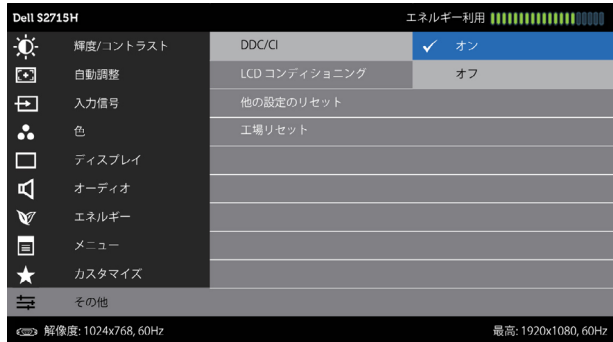 Dell S2715H
エネルギー利用
輝度/コントラスト
DDC/CI
オン
自動調整
LCD コンディショニング
オフ
入力信号
他の設定のリセット
色
工場リセット
ディスプレイ
オーディオ
エネルギー
メニュー
カスタマイズ
その他
解像度: 1024x768, 60Hz
最高: 1920x1080, 60Hz